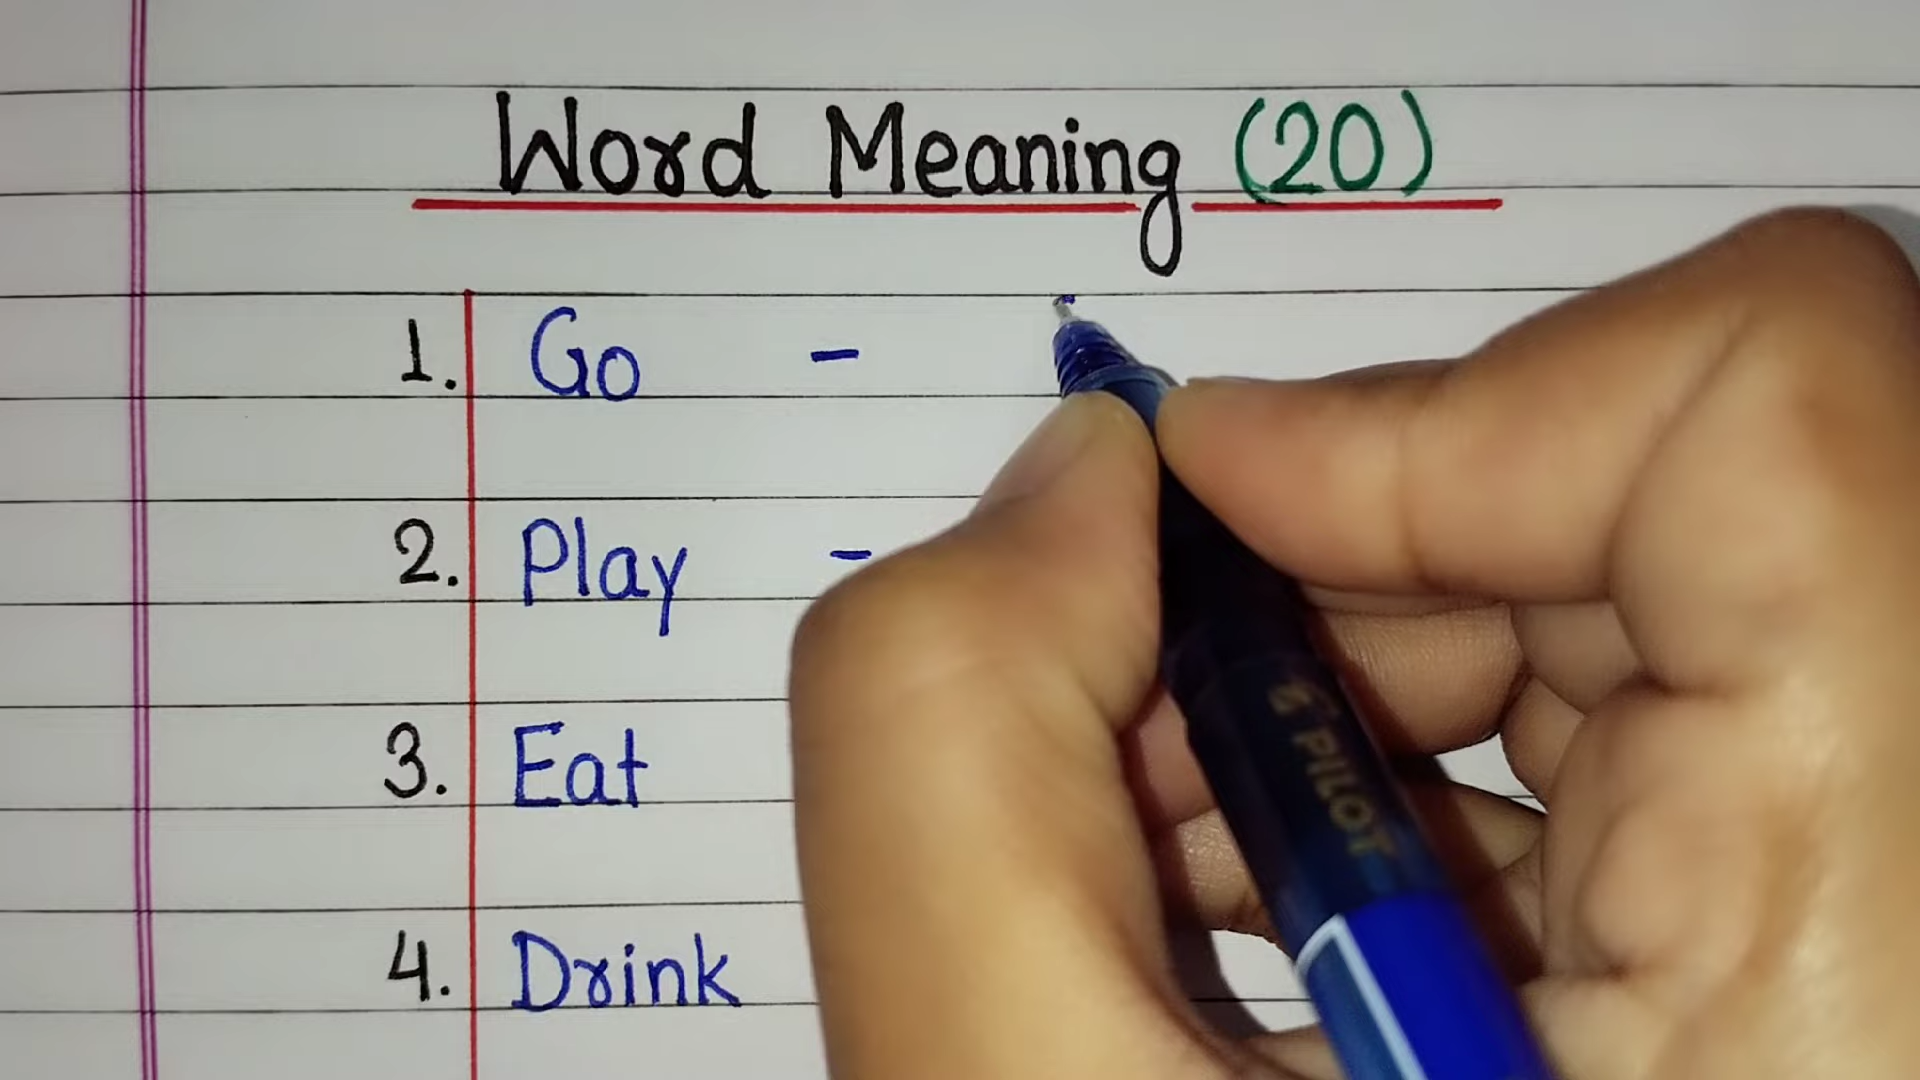 Word Meaning (20)
1. Go -
2. Play -
3. Eat
4. Drink
PILOT